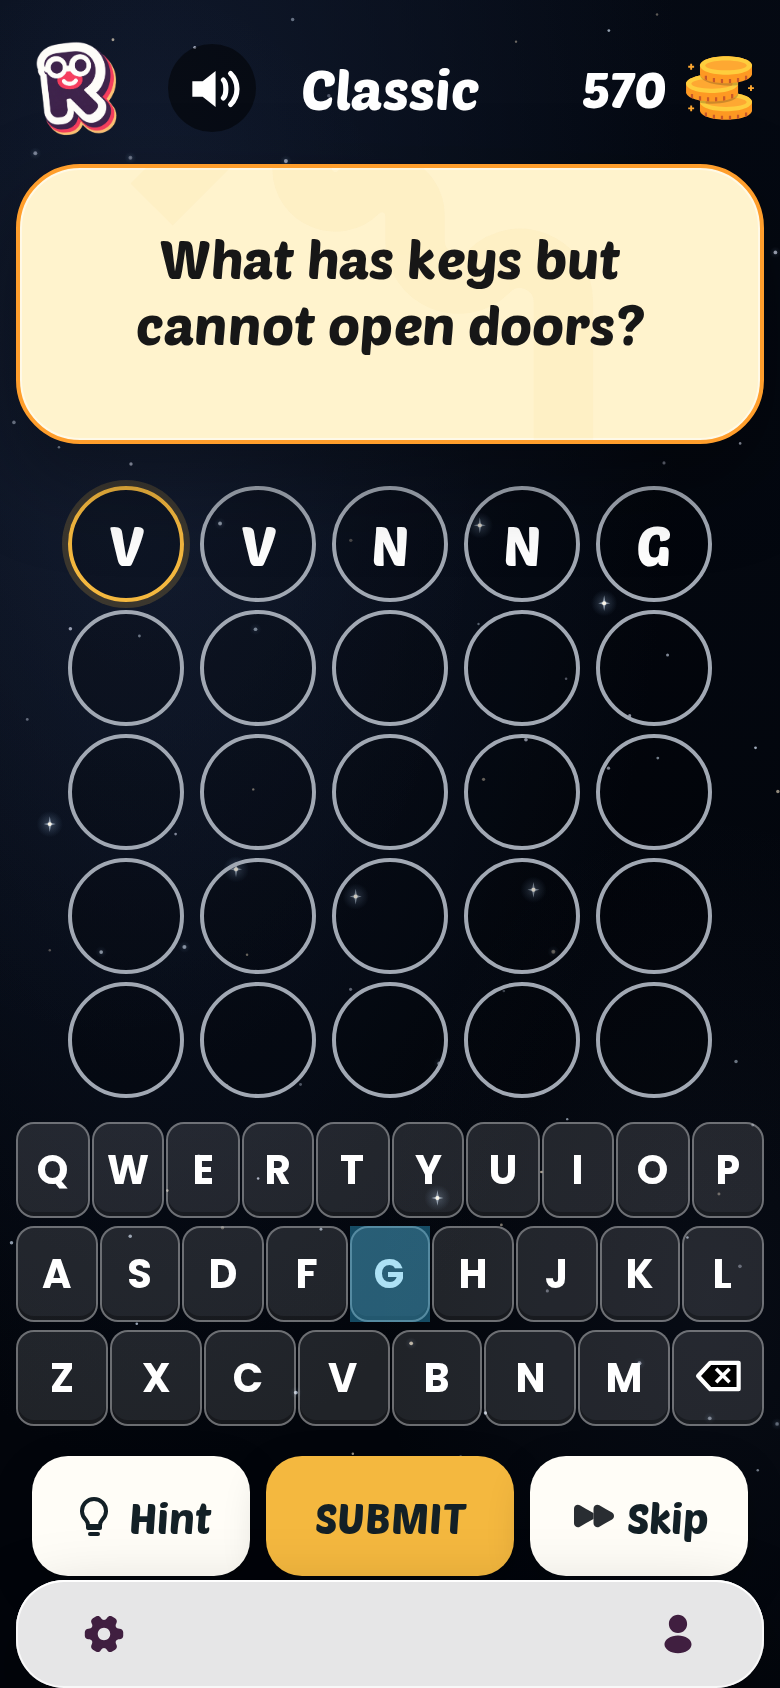 Classic
570
What has keys but
cannot open doors?
V V N N G
Q W E R T Y U I O P
A S D F G H J K L
Z X C V B N M
Hint
SUBMIT
Skip